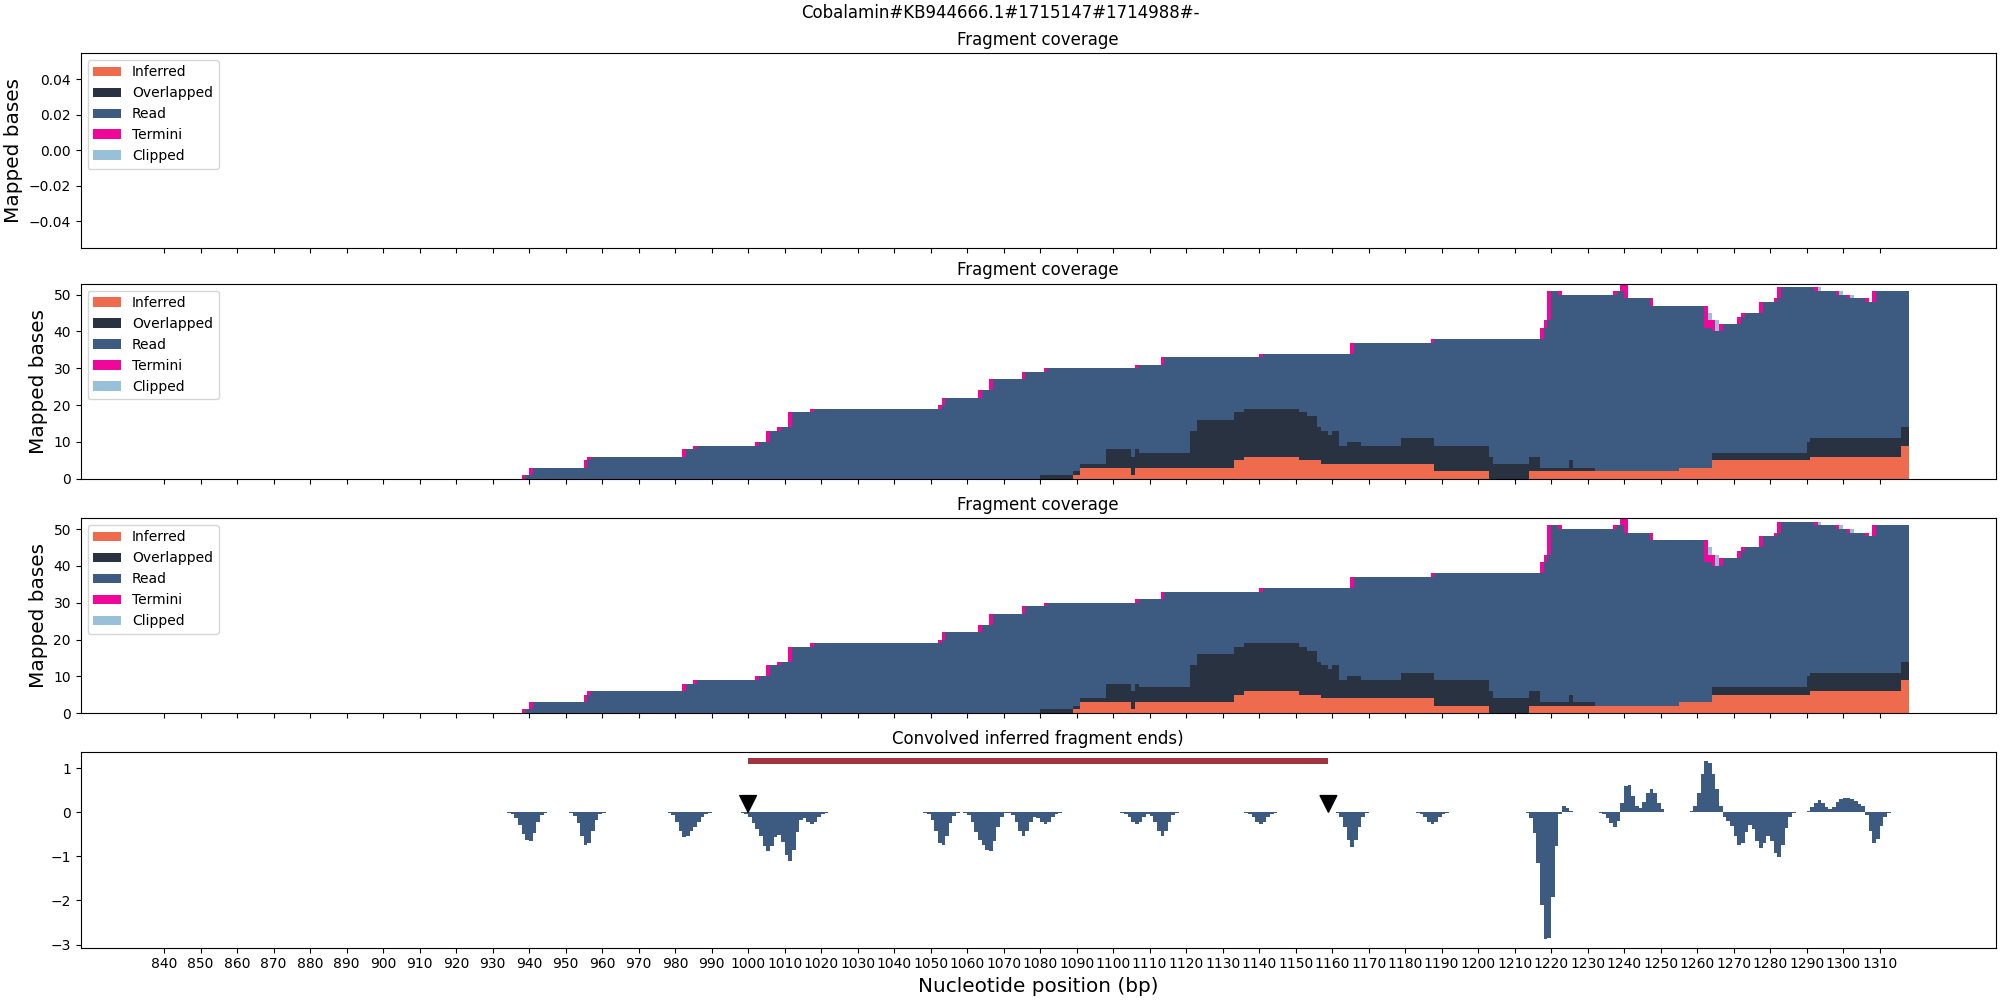 Cobalamin#KB944666.1#1715147#1714988#-
Fragment coverage
Mapped bases
0.04
0.02
0.00
−0.02
−0.04
Inferred
Overlapped
Read
Termini
Clipped
Fragment coverage
Mapped bases
50
40
30
20
10
0
Inferred
Overlapped
Read
Termini
Clipped
Fragment coverage
Mapped bases
50
40
30
20
10
0
Inferred
Overlapped
Read
Termini
Clipped
Convolved inferred fragment ends)
1
0
−1
−2
−3
840 850 860 870 880 890 900 910 920 930 940 950 960 970 980 990 1000 1010 1020 1030 1040 1050 1060 1070 1080 1090 1100 1110 1120 1130 1140 1150 1160 1170 1180 1190 1200 1210 1220 1230 1240 1250 1260 1270 1280 1290 1300 1310
Nucleotide position (bp)